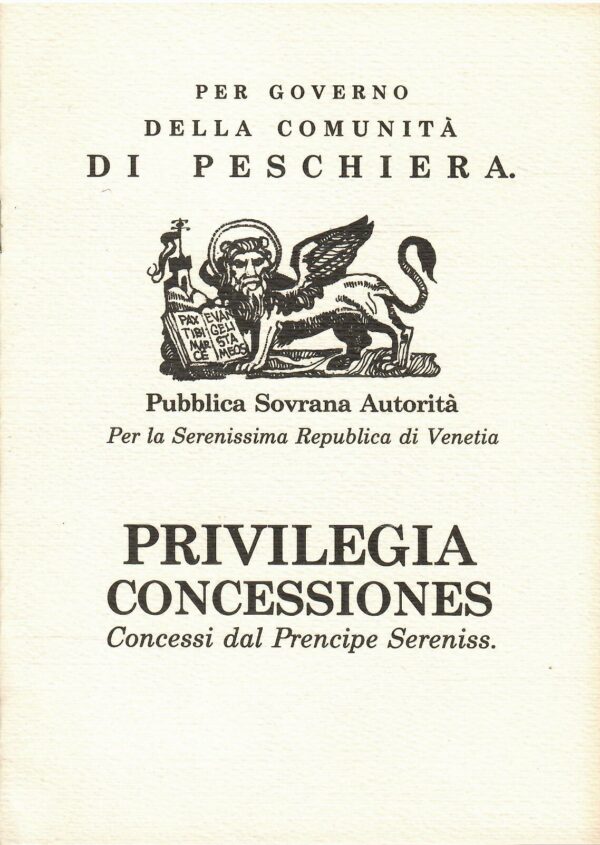 PER GOVERNO
DELLA COMUNITÀ
DI PESCHIERA.
PAX
TIBI
MAR
CE
EVAN
GELI
STA
MEOS
Pubblica Sovrana Autorità
Per la Serenissima Republica di Venetia
PRIVILEGIA
CONCESSIONES
Concessi dal Prencipe Sereniss.